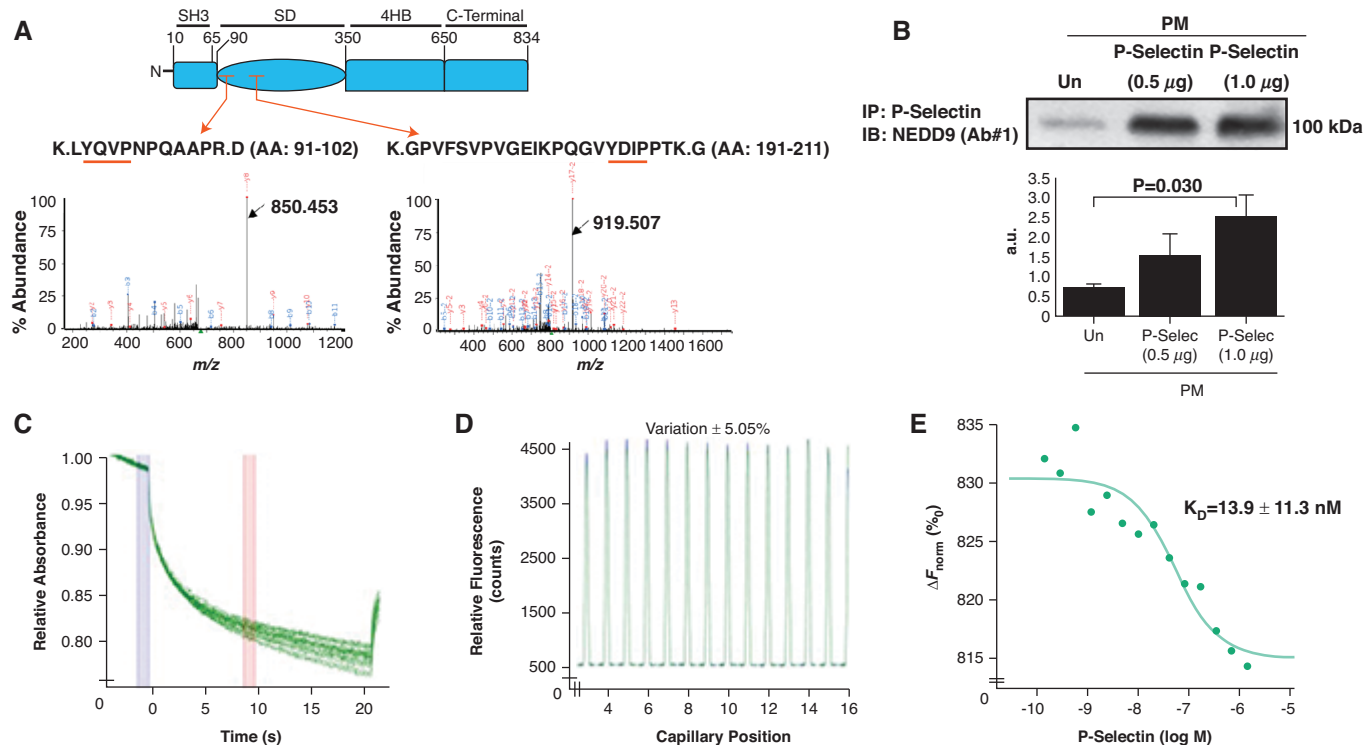 A
SH3 SD 4HB C-Terminal
10 65 90 350 650 834
N
K.LYQVPNPQAAPR.D (AA: 91-102)
K.GPVFSVPVGEIKPQGVYDIPPTK.G (AA: 191-211)
% Abundance
100
75
50
25
0
850.453
y8
b3
200 400 600 800 1000 1200
m/z
% Abundance
100
75
50
25
0
919.507
y17-2
y13
200 400 600 800 1000 1200 1400 1600
m/z
B
PM
Un
P-Selectin (0.5 μg)
P-Selectin (1.0 μg)
IP: P-Selectin
IB: NEDD9 (Ab#1)
100 kDa
a.u.
3.5
3.0
2.5
2.0
1.5
1.0
0.5
0
P=0.030
Un
P-Selec (0.5 μg)
P-Selec (1.0 μg)
PM
C
Relative Absorbance
1.00
0.95
0.90
0.85
0.80
0
0 5 10 15 20
Time (s)
D
Variation ± 5.05%
Relative Fluorescence (counts)
4500
3500
2500
1500
500
0
4 6 8 10 12 14 16
Capillary Position
E
ΔFnorm (‰)
835
830
825
820
815
0
KD=13.9 ± 11.3 nM
-10 -9 -8 -7 -6 -5
P-Selectin (log M)